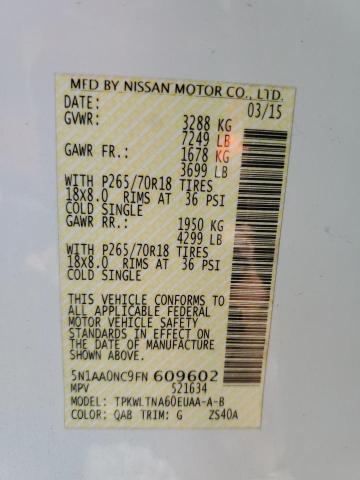 MFD BY NISSAN MOTOR CO., LTD.
DATE: 03/15
GVWR: 3288 KG
7249 LB
GAWR FR.: 1678 KG
3699 LB
WITH P265/70R18 TIRES
18X8.0 RIMS AT 36 PSI
COLD SINGLE
GAWR RR.: 1950 KG
4299 LB
WITH P265/70R18 TIRES
18X8.0 RIMS AT 36 PSI
COLD SINGLE
THIS VEHICLE CONFORMS TO
ALL APPLICABLE FEDERAL
MOTOR VEHICLE SAFETY
STANDARDS IN EFFECT ON
THE DATE OF MANUFACTURE
SHOWN ABOVE.
5N1AA0NC9FN 609602
MPV 521634
MODEL: TPKWLTNA60EUAA-A-B
COLOR: QAB TRIM: G ZS40A